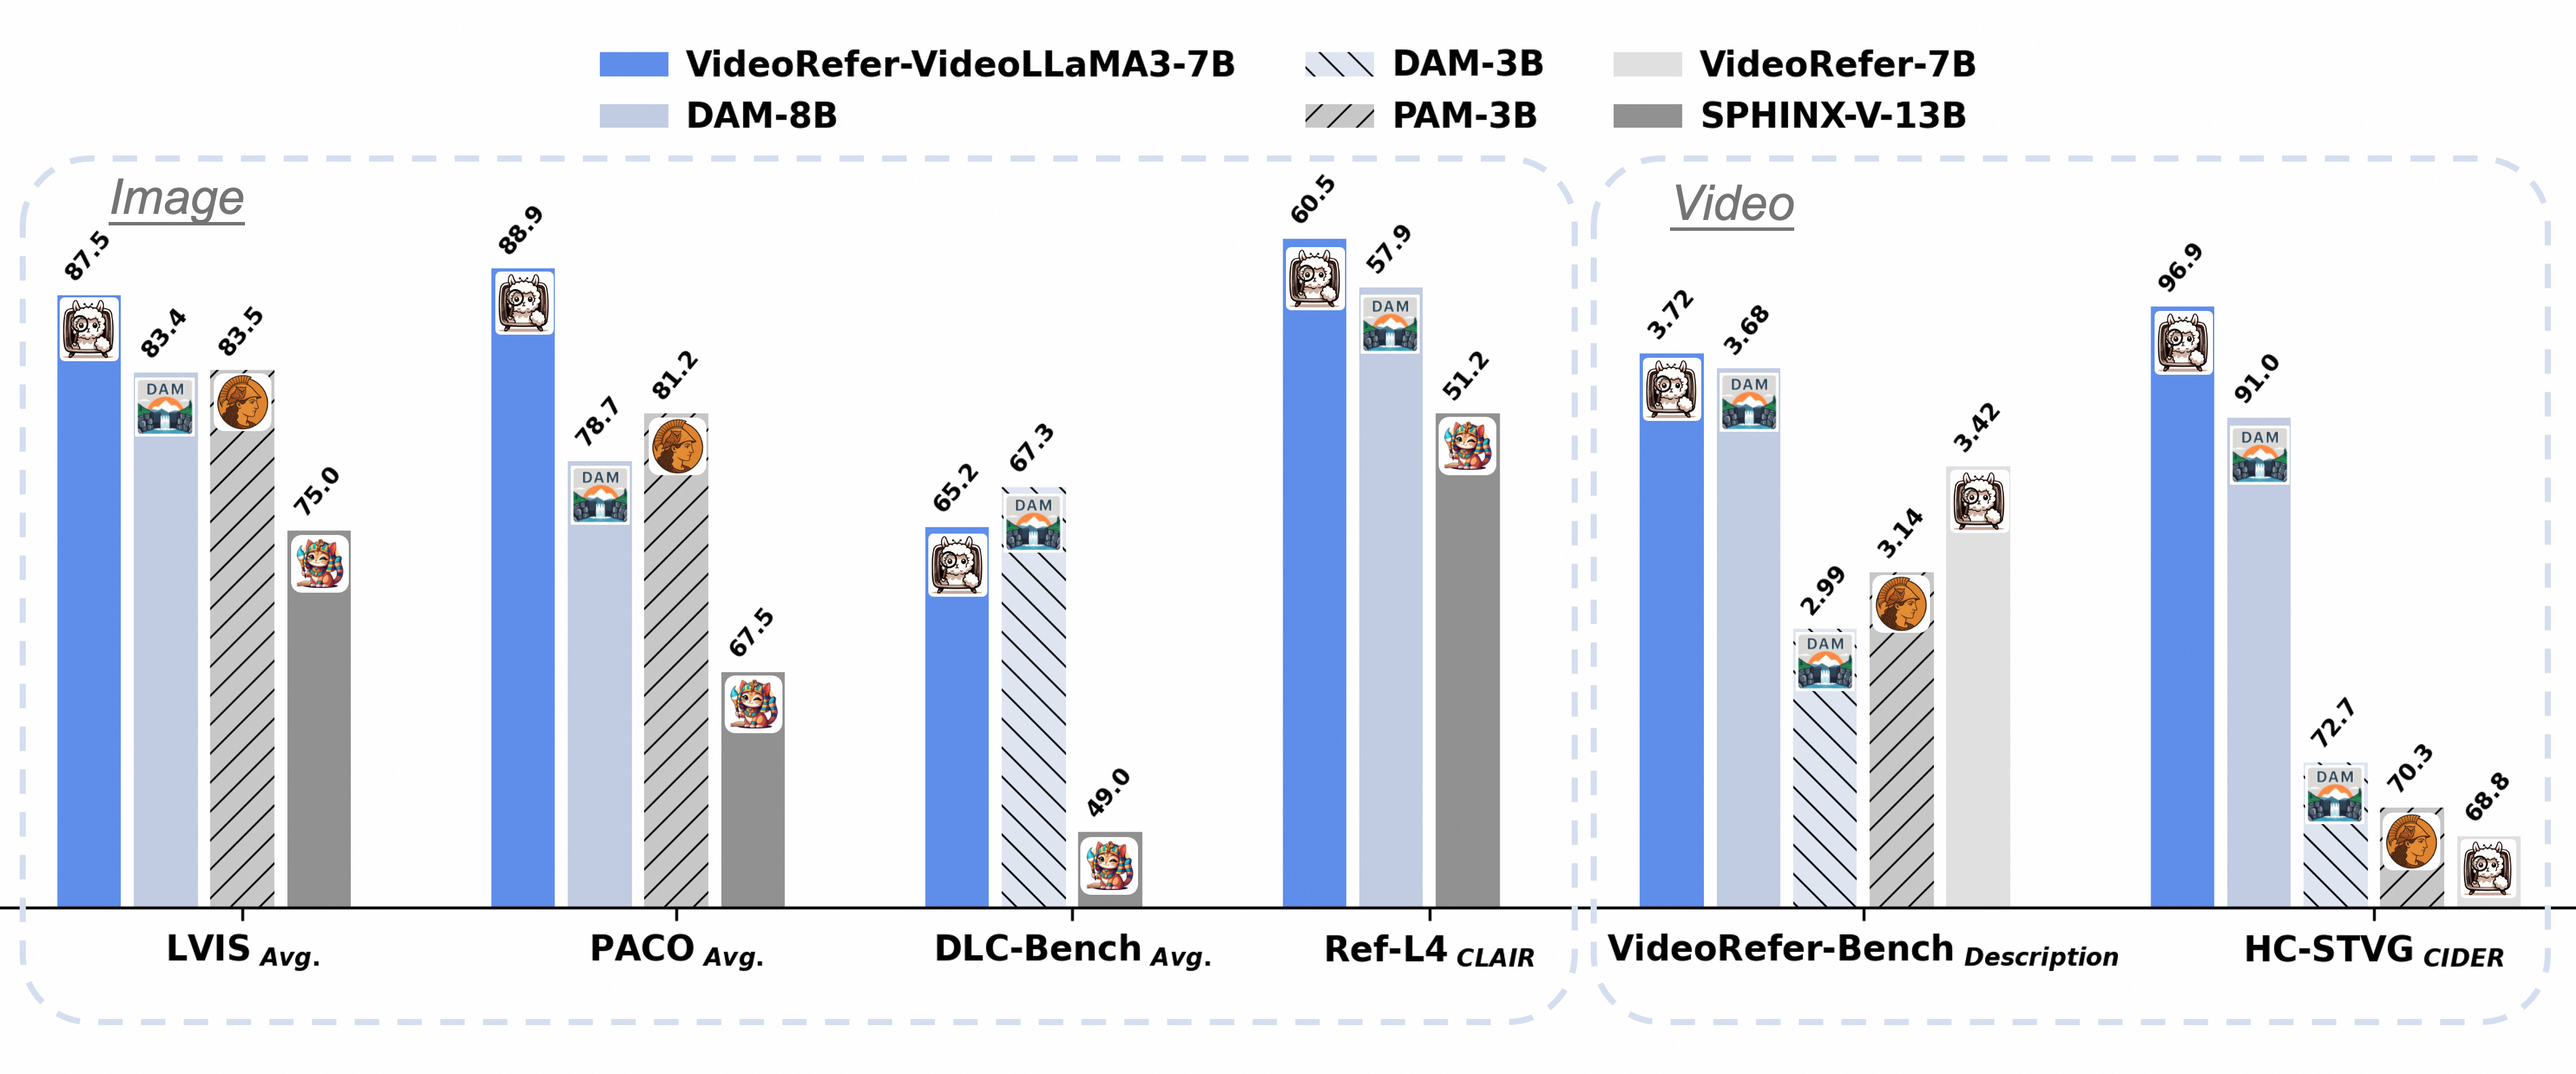 VideoRefer-VideoLLaMA3-7B DAM-3B VideoRefer-7B
DAM-8B PAM-3B SPHINX-V-13B
Image
87.5
83.4
DAM
83.5
75.0
88.9
78.7
DAM
81.2
67.5
65.2
67.3
DAM
49.0
60.5
57.9
DAM
51.2
Video
3.72
3.68
DAM
2.99
DAM
3.14
3.42
96.9
91.0
DAM
72.7
DAM
70.3
68.8
LVIS Avg.
PACO Avg.
DLC-Bench Avg.
Ref-L4 CLAIR
VideoRefer-Bench Description
HC-STVG CIDER